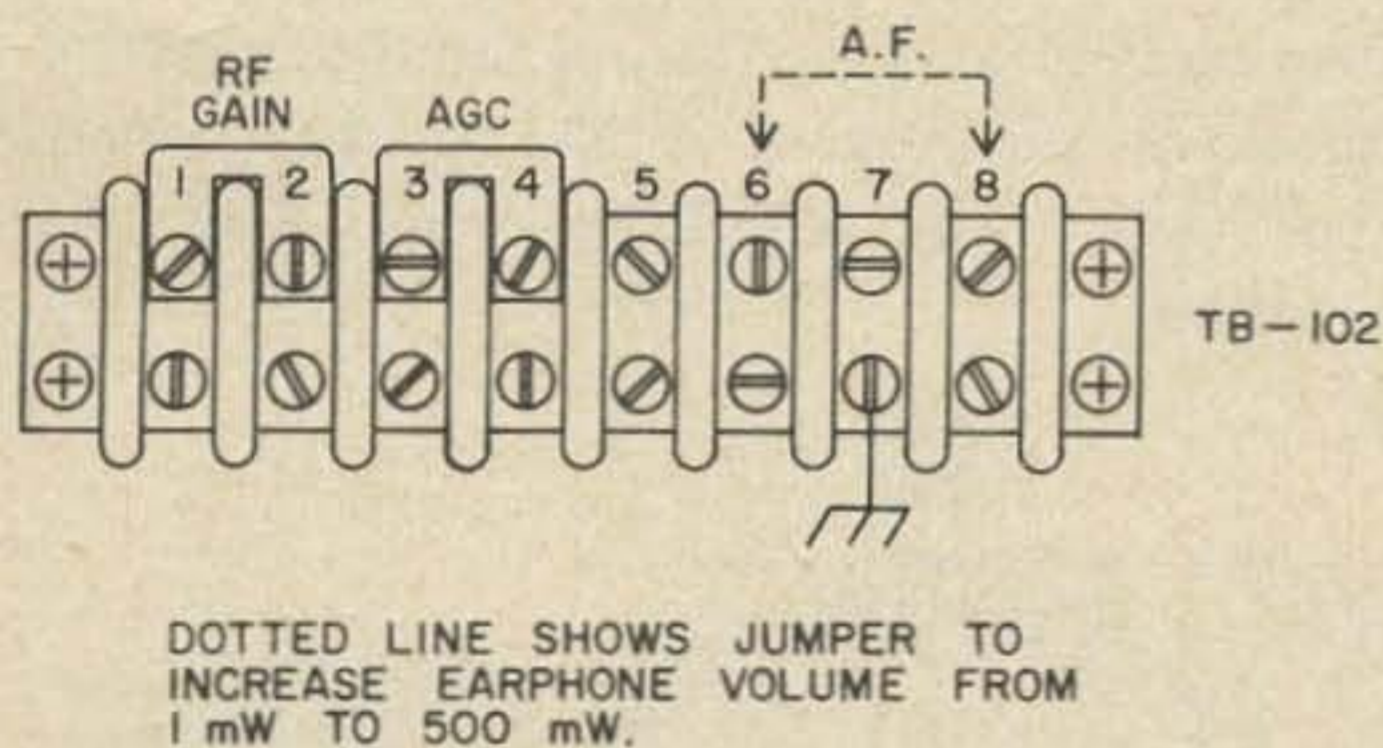 A.F.
RF
GAIN
AGC
1 2 3 4 5 6 7 8
TB-102
DOTTED LINE SHOWS JUMPER TO
INCREASE EARPHONE VOLUME FROM
1 mW TO 500 mW.